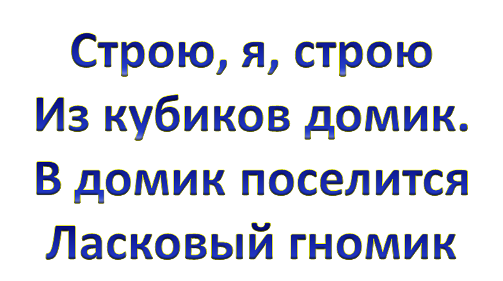 Строю, я, строю
Из кубиков домик.
В домик поселится
Ласковый гномик